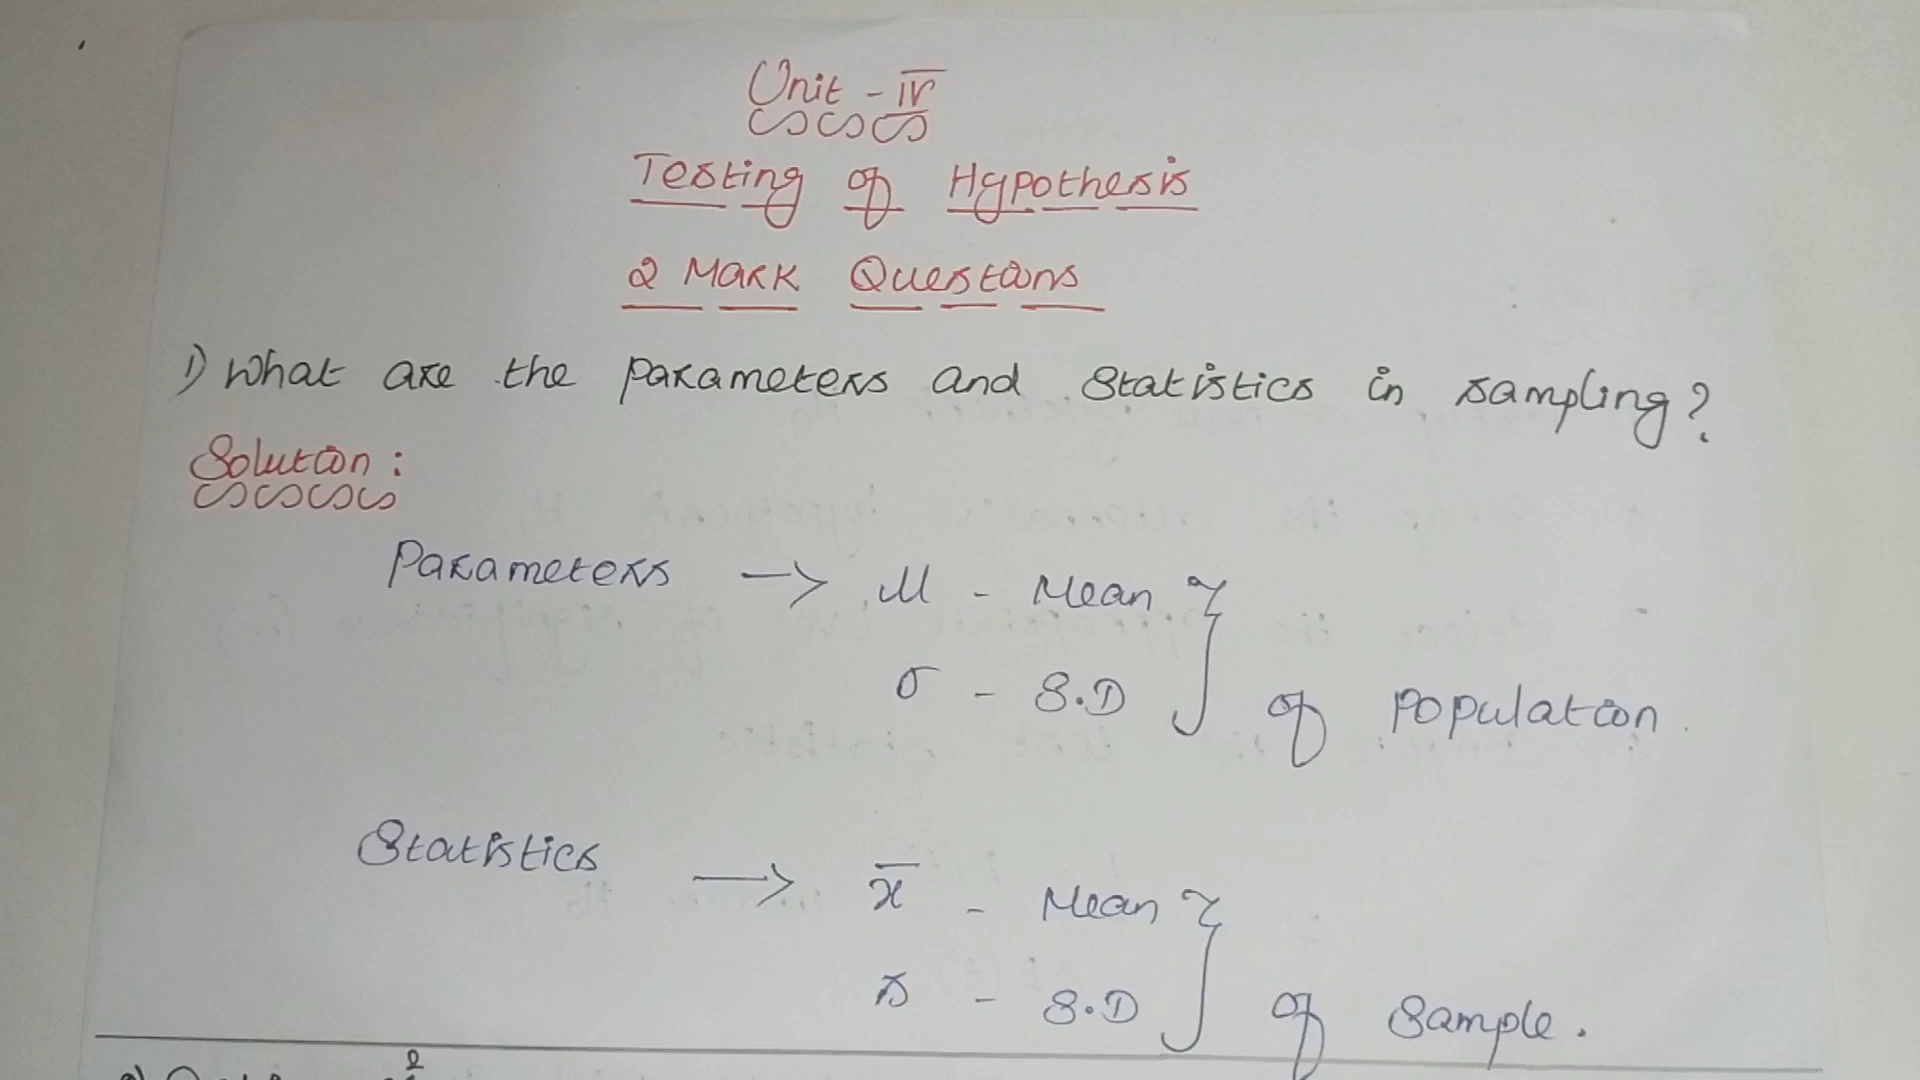 Unit - IV
Testing of Hypothesis
2 Mark Questions
1) What are the parameters and statistics in sampling?
Solution:
Parameters → μ - Mean
σ - S.D } of population.
Statistics → x̄ - Mean
s - S.D } of sample.